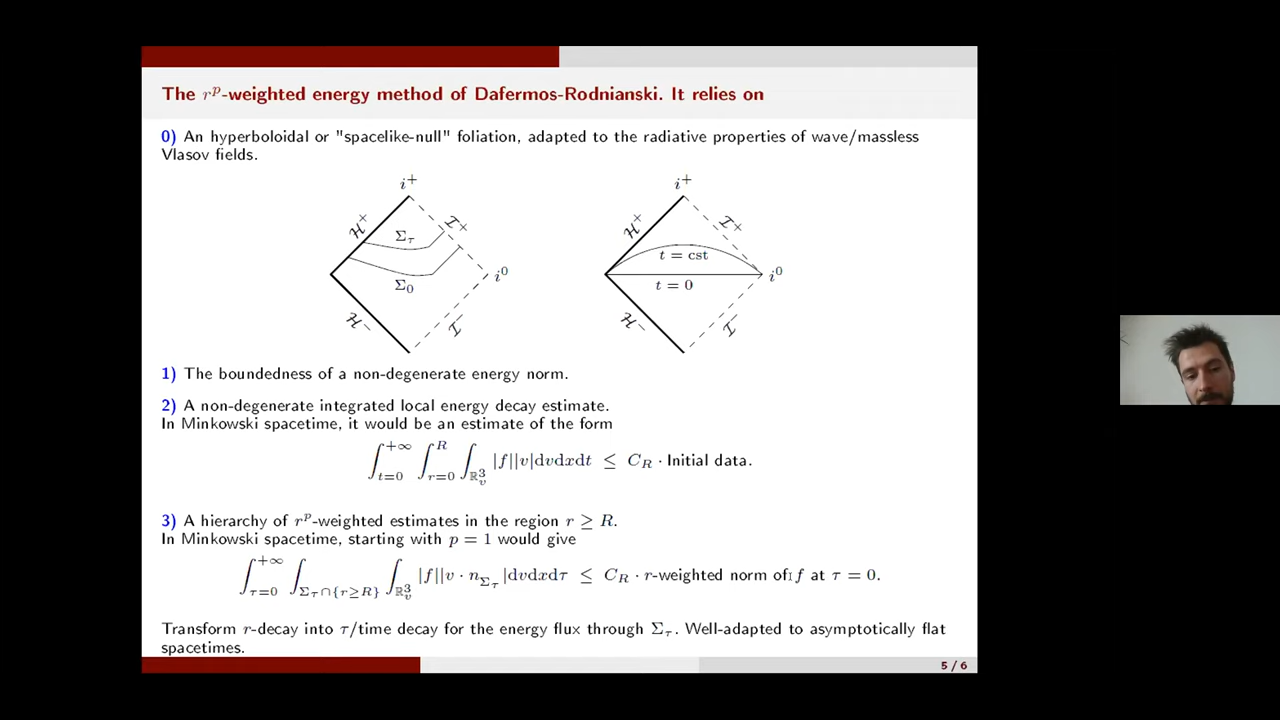 The r^p-weighted energy method of Dafermos-Rodnianski. It relies on
0) An hyperboloidal or "spacelike-null" foliation, adapted to the radiative properties of wave/massless
Vlasov fields.
i^+
H^+
I^+
Σ_τ
Σ_0
i^0
H^-
I^-
i^+
H^+
I^+
t = cst
t = 0
i^0
H^-
I^-
1) The boundedness of a non-degenerate energy norm.
2) A non-degenerate integrated local energy decay estimate.
In Minkowski spacetime, it would be an estimate of the form
∫_{t=0}^{+∞} ∫_{r=0}^{R} ∫_{ℝ^3_v} |f||v|dvdxdt ≤ C_R · Initial data.
3) A hierarchy of r^p-weighted estimates in the region r ≥ R.
In Minkowski spacetime, starting with p = 1 would give
∫_{τ=0}^{+∞} ∫_{Σ_τ∩{r≥R}} ∫_{ℝ^3_v} |f||v · n_{Σ_τ}|dvdxdτ ≤ C_R · r-weighted norm of f at τ = 0.
Transform r-decay into τ/time decay for the energy flux through Σ_τ. Well-adapted to asymptotically flat
spacetimes.
5 / 6